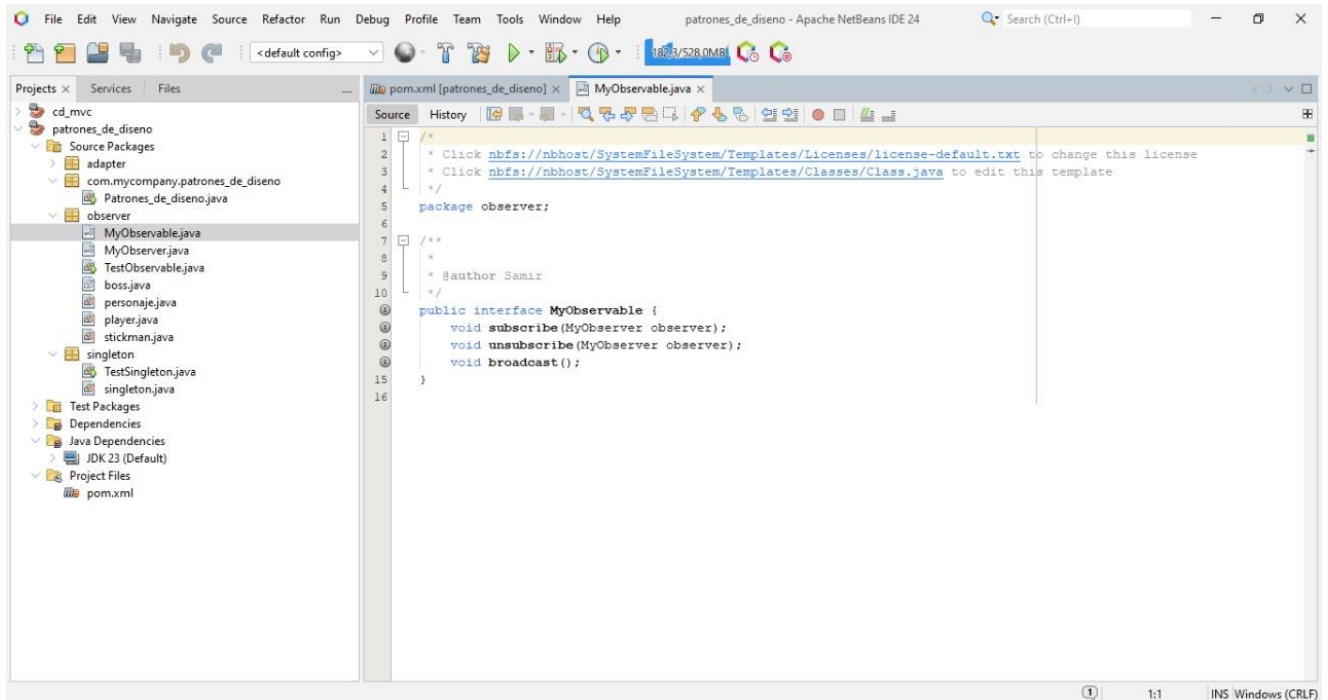 File Edit View Navigate Source Refactor Run Debug Profile Team Tools Window Help patrones_de_diseno - Apache NetBeans IDE 24 Search (Ctrl+I)
<default config> 182,3/528,0MB
Projects Services Files
pom.xml [patrones_de_diseno] MyObservable.java
Source History
cd_mvc
patrones_de_diseno
Source Packages
adapter
com.mycompany.patrones_de_diseno
Patrones_de_diseno.java
observer
MyObservable.java
MyObserver.java
TestObservable.java
boss.java
personaje.java
player.java
stickman.java
singleton
TestSingleton.java
singleton.java
Test Packages
Dependencies
Java Dependencies
JDK 23 (Default)
Project Files
pom.xml
1 /*
2 * Click nbfs://nbhost/SystemFileSystem/Templates/Licenses/license-default.txt to change this license
3 * Click nbfs://nbhost/SystemFileSystem/Templates/Classes/Class.java to edit this template
4 */
5 package observer;
6
7 /**
8 *
9 * @author Samir
10 */
public interface MyObservable {
void subscribe(MyObserver observer);
void unsubscribe(MyObserver observer);
void broadcast();
15 }
16
1 1:1 INS Windows (CRLF)